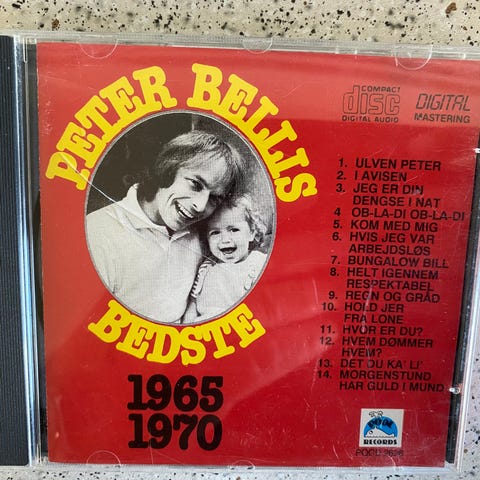 PETER BELLIS
BEDSTE
1965
1970
COMPACT
disc
DIGITAL AUDIO
DIGITAL
MASTERING
1. ULVEN PETER
2. I AVISEN
3. JEG ER DIN
DENGSE I NAT
4 OB-LA-DI OB-LA-DI
5. KOM MED MIG
6. HVIS JEG VAR
ARBEJDSLØS
7. BUNGALOW BILL
8. HELT IGENNEM
RESPEKTABEL
9. REGN OG GRÅD
10. HOLD JER
FRA LONE
11. HVOR ER DU?
12. HVEM DØMMER
HVEM?
13. DET DU KA' LI'
14. MORGENSTUND
HAR GULD I MUND
RECORDS